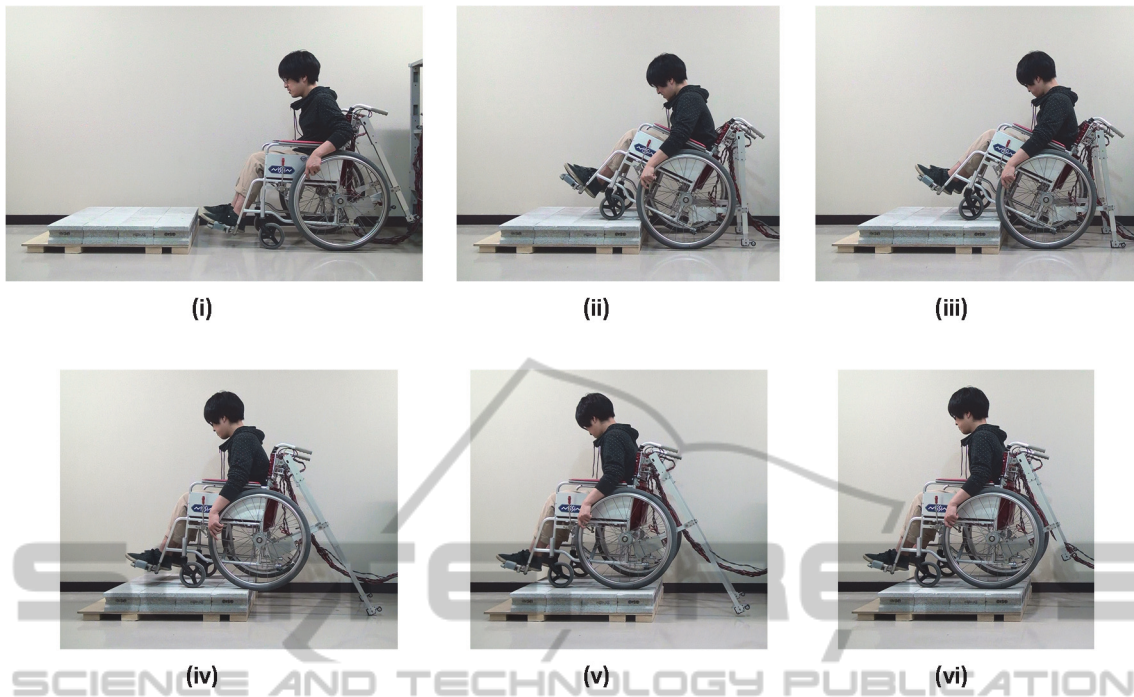 (i)
(ii)
(iii)
(iv)
(v)
(vi)
SCIENCE AND TECHNOLOGY PUBLICATION